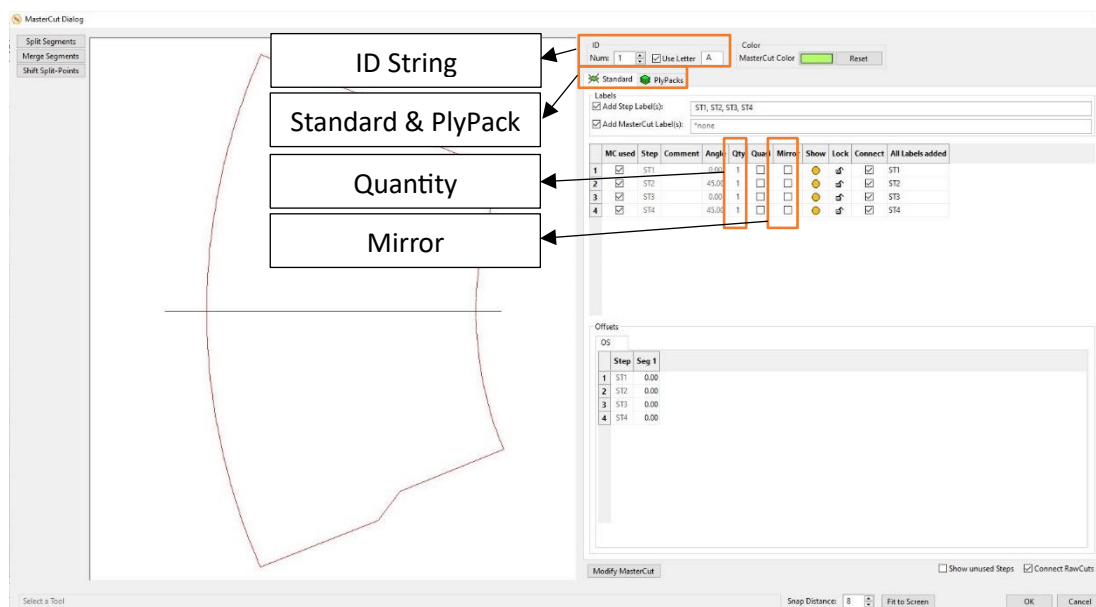 MasterCut Dialog
Split Segments
Merge Segments
Shift Split-Points
ID String
Standard & PlyPack
Quantity
Mirror
ID
Num: 1 Use Letter A
Color
MasterCut Color Reset
Standard PlyPacks
Labels
Add Step Label(s): ST1, ST2, ST3, ST4
Add MasterCut Label(s): *none
MC used Step Comment Angle Qty Quad Mirror Show Lock Connect All Labels added
1 ST1 0.00 1 ST1
2 ST2 45.00 1 ST2
3 ST3 0.00 1 ST3
4 ST4 45.00 1 ST4
Offsets
OS
Step Seg 1
1 ST1 0.00
2 ST2 0.00
3 ST3 0.00
4 ST4 0.00
Modify MasterCut
Show unused Steps Connect RawCuts
Select a Tool
Snap Distance: 8 Fit to Screen OK Cancel